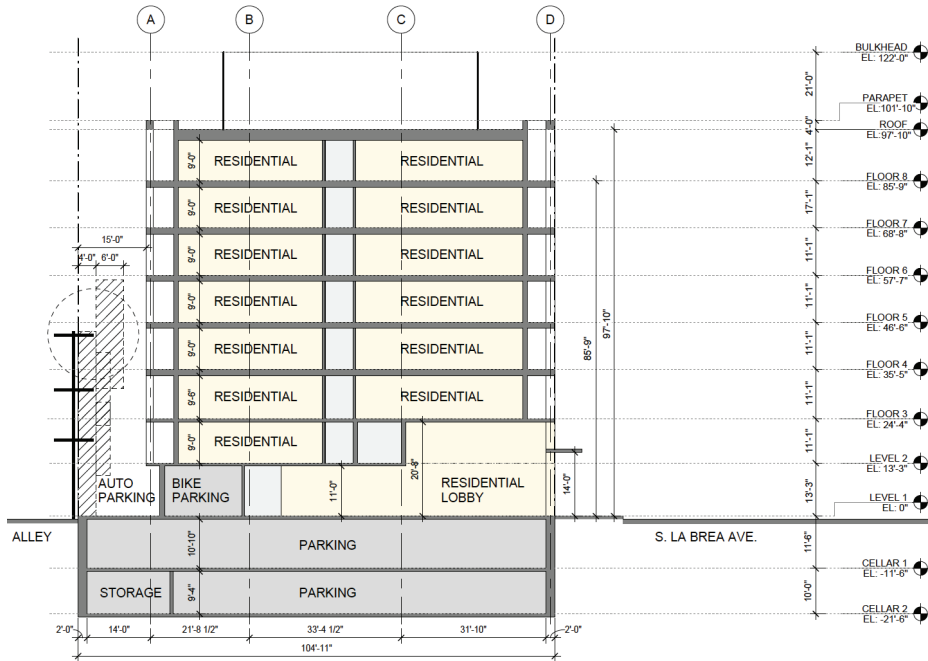 A
B
C
D
BULKHEAD
EL: 122'-0"
21'-0"
PARAPET
EL:101'-10"
4'-0"
ROOF
EL:97'-10"
12'-1"
9'-0"
RESIDENTIAL
RESIDENTIAL
FLOOR 8
EL: 85'-9"
17'-1"
9'-0"
RESIDENTIAL
RESIDENTIAL
FLOOR 7
EL: 68'-8"
15'-0"
4'-0"
6'-0"
9'-0"
RESIDENTIAL
RESIDENTIAL
11'-1"
FLOOR 6
EL: 57'-7"
9'-0"
RESIDENTIAL
RESIDENTIAL
11'-1"
FLOOR 5
EL: 46'-6"
9'-0"
RESIDENTIAL
RESIDENTIAL
85'-9"
97'-10"
11'-1"
FLOOR 4
EL: 35'-5"
9'-6"
RESIDENTIAL
RESIDENTIAL
11'-1"
FLOOR 3
EL: 24'-4"
9'-0"
RESIDENTIAL
11'-1"
LEVEL 2
EL: 13'-3"
AUTO
PARKING
BIKE
PARKING
11'-0"
20'-8"
RESIDENTIAL
LOBBY
14'-0"
13'-3"
LEVEL 1
EL: 0"
ALLEY
S. LA BREA AVE.
10'-10"
PARKING
11'-6"
CELLAR 1
EL: -11'-6"
STORAGE
9'-4"
PARKING
10'-0"
CELLAR 2
EL: -21'-6"
2'-0"
14'-0"
21'-8 1/2"
33'-4 1/2"
31'-10"
2'-0"
104'-11"